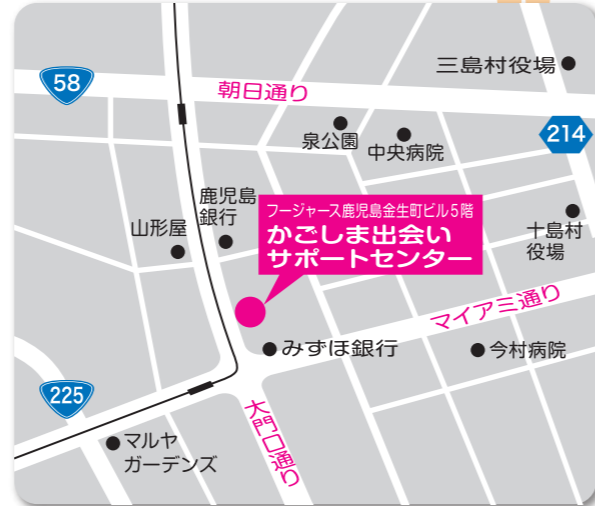 三島村役場
58
朝日通り
泉公園
中央病院
214
鹿児島
銀行
山形屋
フージャース鹿児島金生町ビル5階
かごしま出会い
サポートセンター
十島村
役場
マイアミ通り
みずほ銀行
今村病院
225
大門口通り
マルヤ
ガーデンズ